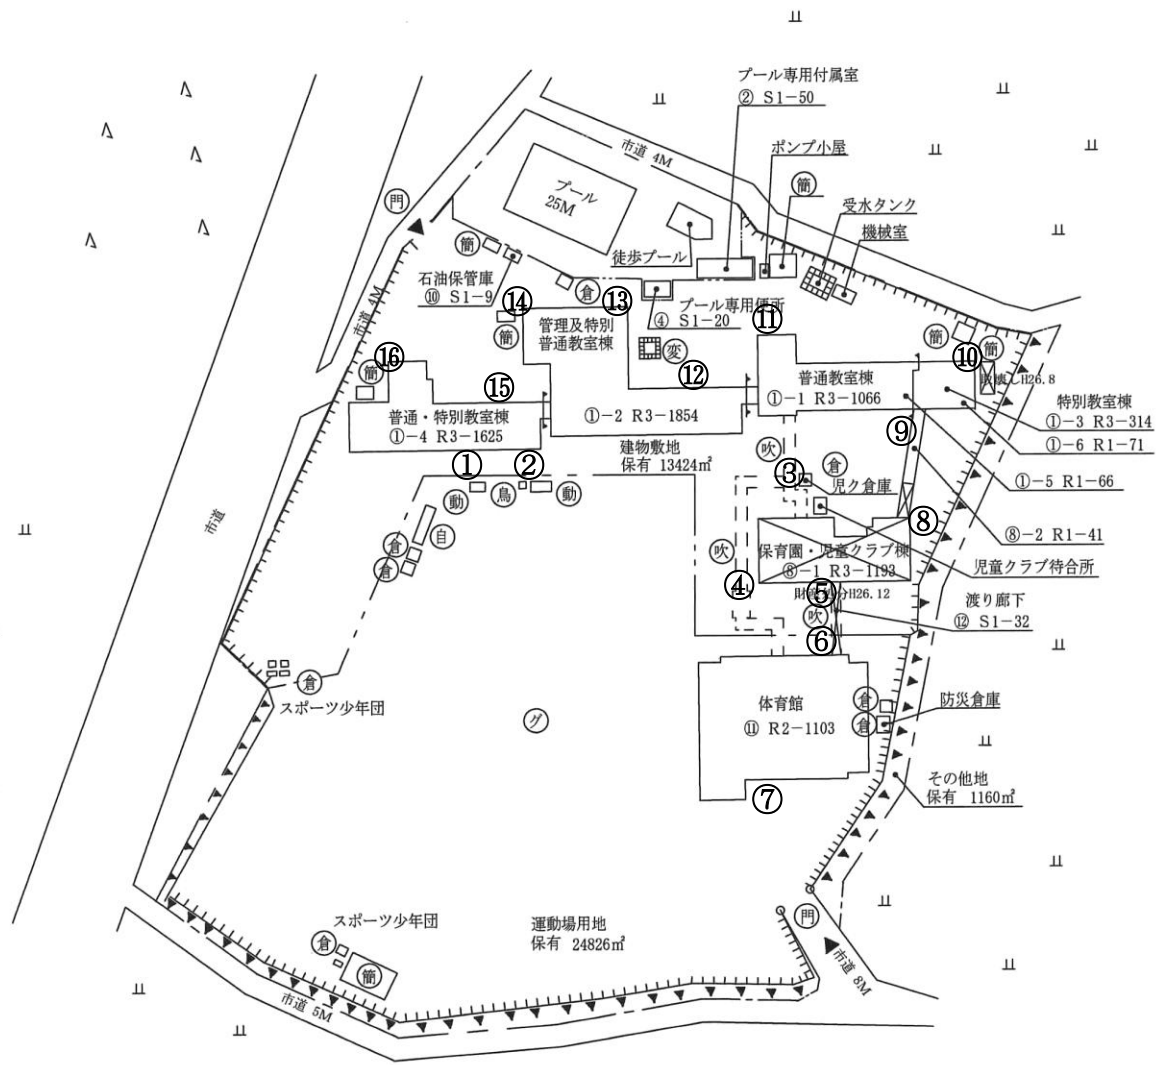 プール専用付属室
② S1-50
市道 4M
ポンプ小屋
簡
受水タンク
機械室
門
プール
25M
簡
徒歩プール
石油保管庫
⑩ S1-9
倉
市道 4M
⑭
⑬
プール専用便所
④ S1-20
⑪
管理及特別
普通教室棟
簡
変
簡
簡
⑩
⑯
簡
⑮
⑫
普通教室棟
①-1 R3-1066
取壊しH26.8
特別教室棟
①-3 R3-314
①-6 R1-71
普通・特別教室棟
①-4 R3-1625
①-2 R3-1854
⑨
建物敷地
保有 13424㎡
吹
①
②
③
倉
児ク倉庫
①-5 R1-66
動
鳥
動
市道
自
倉
倉
⑧
⑧-2 R1-41
吹
保育園・児童クラブ棟
⑧-1 R3-1193
児童クラブ待合所
④
⑤
H26.12
渡り廊下
⑫ S1-32
吹
⑥
倉
スポーツ少年団
グ
体育館
⑪ R2-1103
倉
倉
防災倉庫
その他地
保有 1160㎡
⑦
スポーツ少年団
倉
簡
運動場用地
保有 24826㎡
門
市道 8M
市道 5M